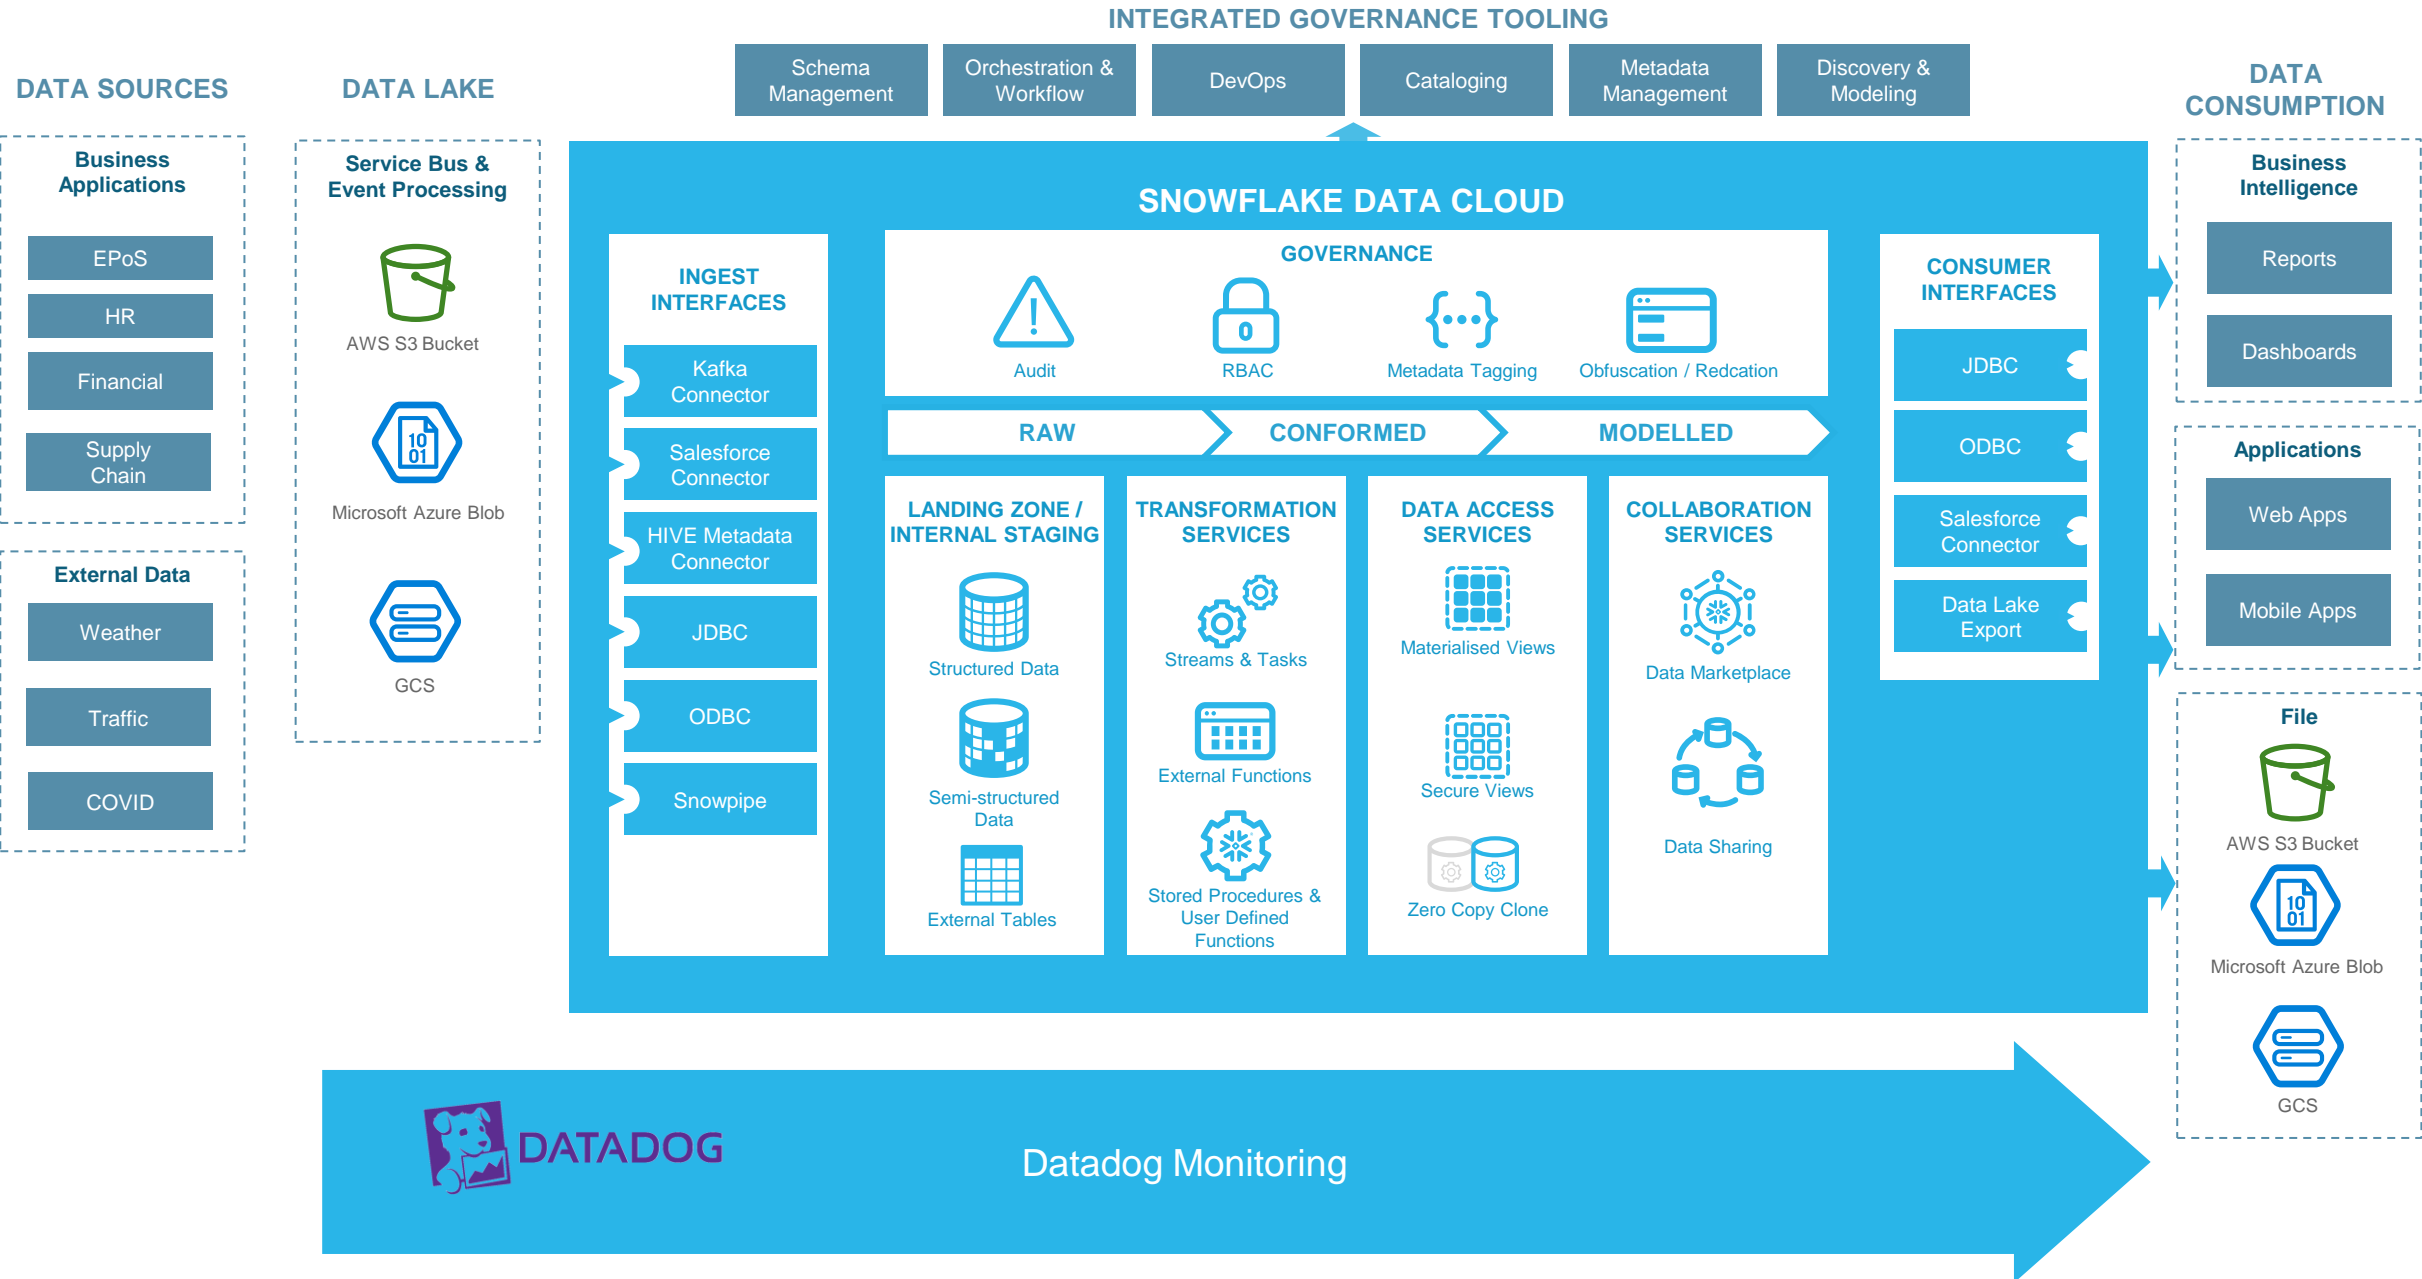 INTEGRATED GOVERNANCE TOOLING
Schema
Management
Orchestration &
Workflow
DevOps
Cataloging
Metadata
Management
Discovery &
Modeling
DATA SOURCES
Business
Applications
EPoS
HR
Financial
Supply
Chain
External Data
Weather
Traffic
COVID
DATA LAKE
Service Bus &
Event Processing
AWS S3 Bucket
10
01
Microsoft Azure Blob
GCS
SNOWFLAKE DATA CLOUD
INGEST
INTERFACES
Kafka
Connector
Salesforce
Connector
HIVE Metadata
Connector
JDBC
ODBC
Snowpipe
GOVERNANCE
Audit
RBAC
Metadata Tagging
Obfuscation / Redcation
RAW
CONFORMED
MODELLED
LANDING ZONE /
INTERNAL STAGING
Structured Data
Semi-structured
Data
External Tables
TRANSFORMATION
SERVICES
Streams & Tasks
External Functions
Stored Procedures &
User Defined
Functions
DATA ACCESS
SERVICES
Materialised Views
Secure Views
Zero Copy Clone
COLLABORATION
SERVICES
Data Marketplace
Data Sharing
CONSUMER
INTERFACES
JDBC
ODBC
Salesforce
Connector
Data Lake
Export
DATA
CONSUMPTION
Business
Intelligence
Reports
Dashboards
Applications
Web Apps
Mobile Apps
File
AWS S3 Bucket
10
01
Microsoft Azure Blob
GCS
DATADOG
Datadog Monitoring